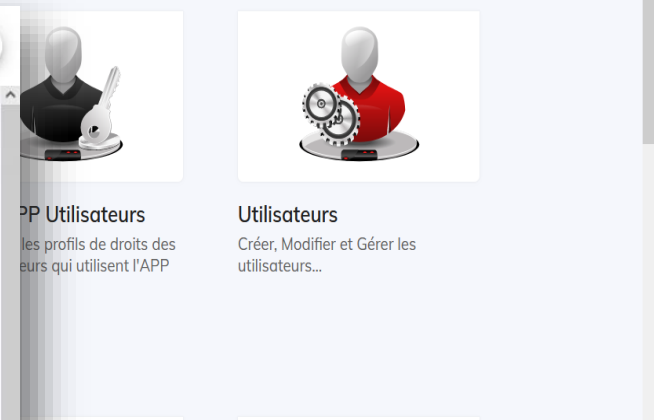 PP Utilisateurs
les profils de droits des
eurs qui utilisent l'APP
Utilisateurs
Créer, Modifier et Gérer les
utilisateurs...